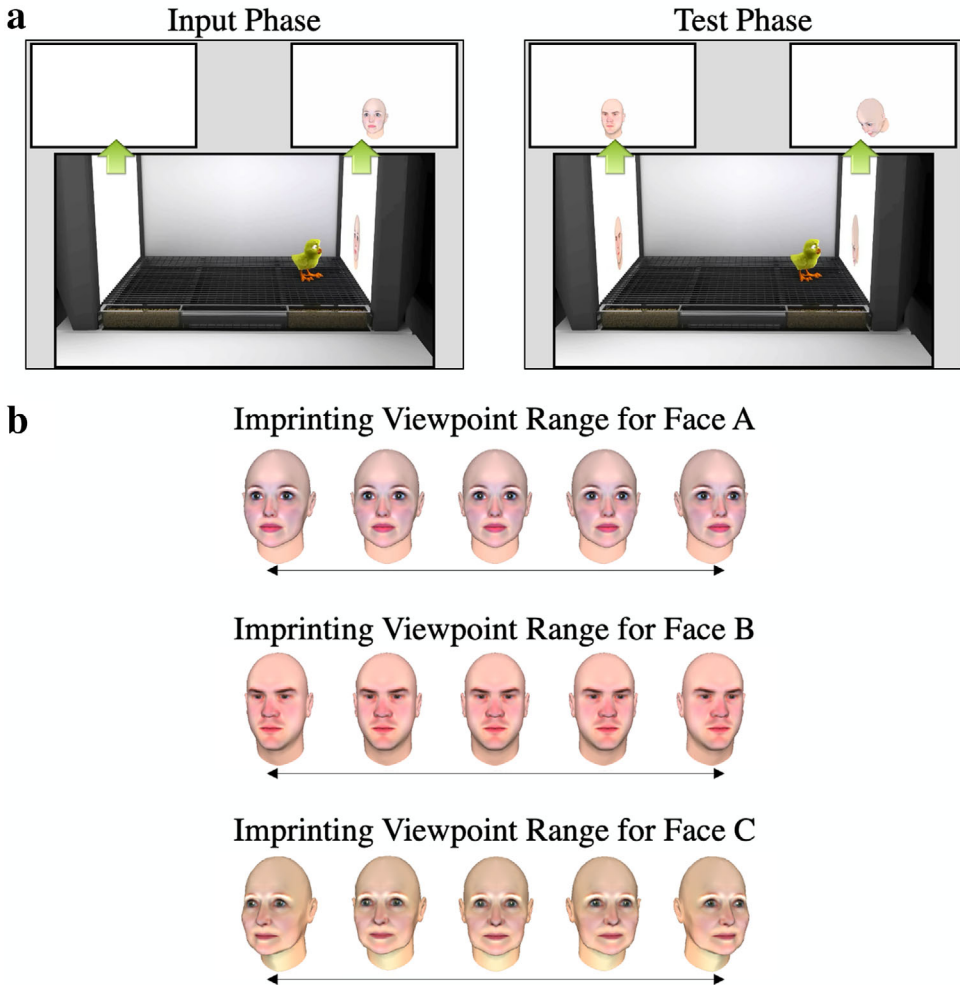 a
Input Phase
Test Phase
b
Imprinting Viewpoint Range for Face A
Imprinting Viewpoint Range for Face B
Imprinting Viewpoint Range for Face C